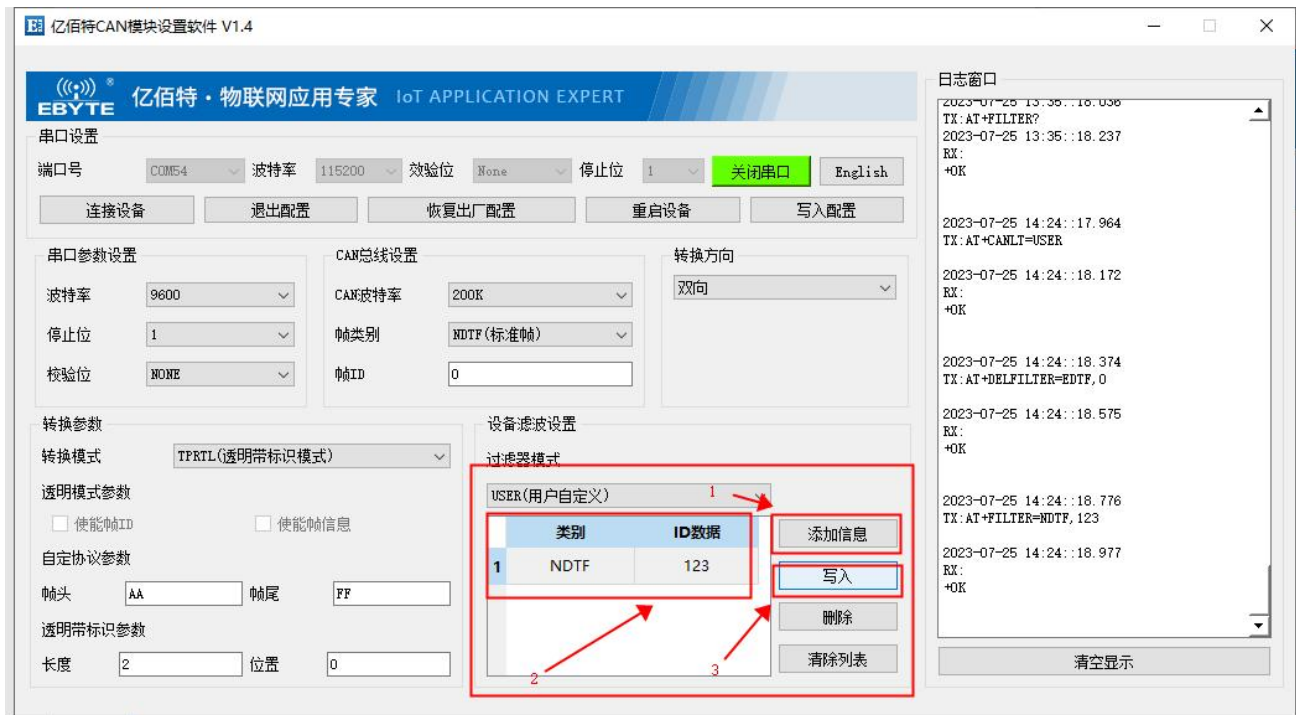 亿佰特CAN模块设置软件 V1.4
EBYTE ® 亿佰特·物联网应用专家 IoT APPLICATION EXPERT
串口设置
端口号 COM54 波特率 115200 效验位 None 停止位 1 关闭串口 English
连接设备 退出配置 恢复出厂配置 重启设备 写入配置
串口参数设置
波特率 9600
停止位 1
校验位 NONE
CAN总线设置
CAN波特率 200K
帧类别 NDTF(标准帧)
帧ID 0
转换方向
双向
转换参数
转换模式 TPRTL(透明带标识模式)
透明模式参数
使能帧ID 使能帧信息
自定协议参数
帧头 AA 帧尾 FF
透明带标识参数
长度 2 位置 0
设备滤波设置
过滤器模式
USER(用户自定义) 1
类别 ID数据
1 NDTF 123
添加信息
写入
删除
清除列表
2
3
日志窗口
2023-07-25 13:35::18.036
TX:AT+FILTER?
2023-07-25 13:35::18.237
RX:
+OK
2023-07-25 14:24::17.964
TX:AT+CANLT=USER
2023-07-25 14:24::18.172
RX:
+OK
2023-07-25 14:24::18.374
TX:AT+DELFILTER=EDTF,0
2023-07-25 14:24::18.575
RX:
+OK
2023-07-25 14:24::18.776
TX:AT+FILTER=NDTF,123
2023-07-25 14:24::18.977
RX:
+OK
清空显示